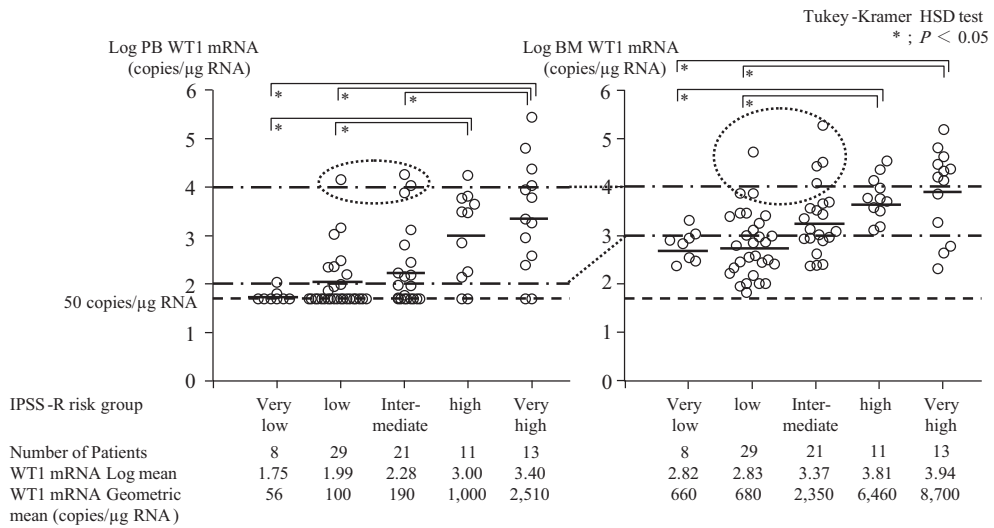 Tukey-Kramer HSD test
* ; P < 0.05
Log PB WT1 mRNA
(copies/µg RNA)
Log BM WT1 mRNA
(copies/µg RNA)
* * *
* *
* *
* *
6
5
4
3
2
1
0
50 copies/µg RNA
6
5
4
3
2
1
0
IPSS-R risk group Very low low Inter-mediate high Very high Very low low Inter-mediate high Very high
Number of Patients 8 29 21 11 13 8 29 21 11 13
WT1 mRNA Log mean 1.75 1.99 2.28 3.00 3.40 2.82 2.83 3.37 3.81 3.94
WT1 mRNA Geometric 56 100 190 1,000 2,510 660 680 2,350 6,460 8,700
mean (copies/µg RNA)